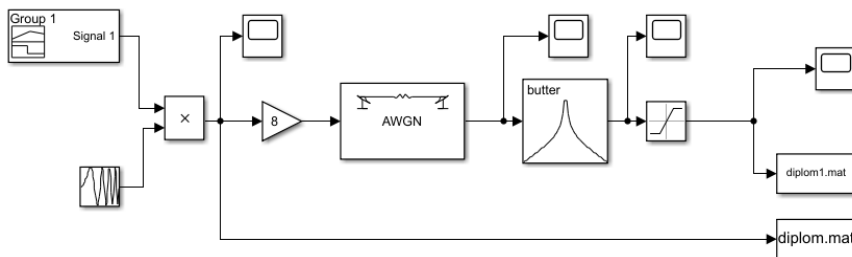 Group 1
Signal 1
×
8
AWGN
butter
diplom1.mat
diplom.mat